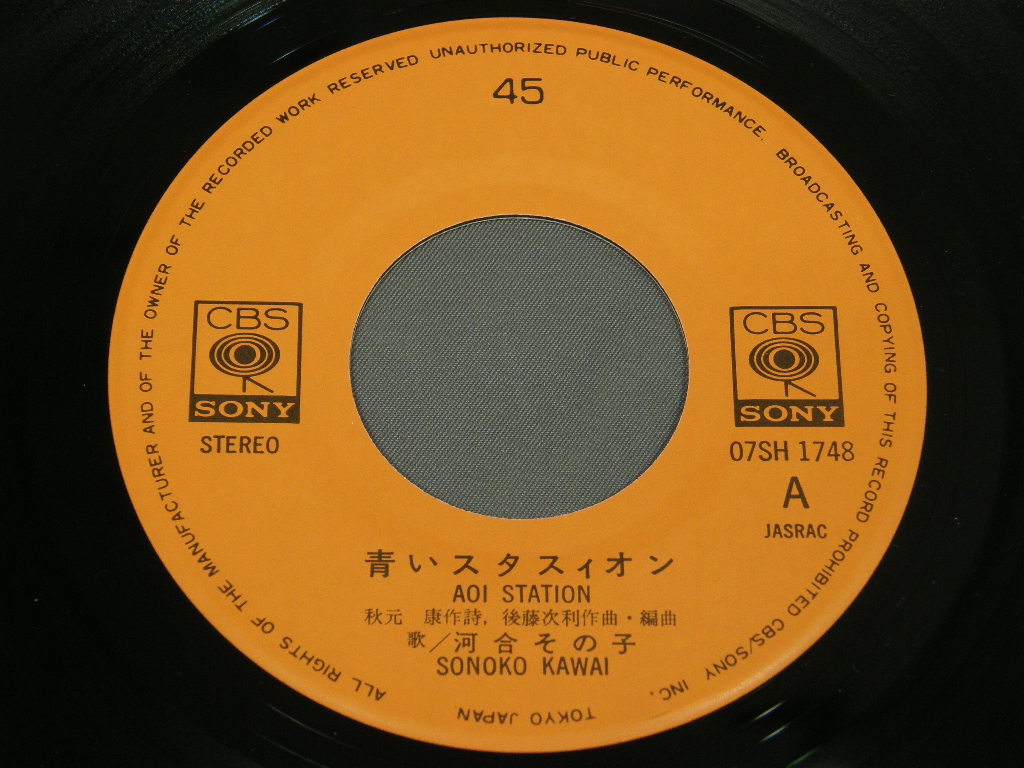 ALL RIGHTS OF THE MANUFACTURER AND OF THE OWNER OF THE RECORDED WORK RESERVED UNAUTHORIZED PUBLIC PERFORMANCE. BROADCASTING AND COPYING OF THIS RECORD PROHIBITED CBS/SONY INC. TOKYO JAPAN
45
CBS
SONY
STEREO
CBS
SONY
07SH 1748
A
JASRAC
青いスタスィオン
AOI STATION
秋元 康作詩, 後藤次利作曲・編曲
歌／河合その子
SONOKO KAWAI